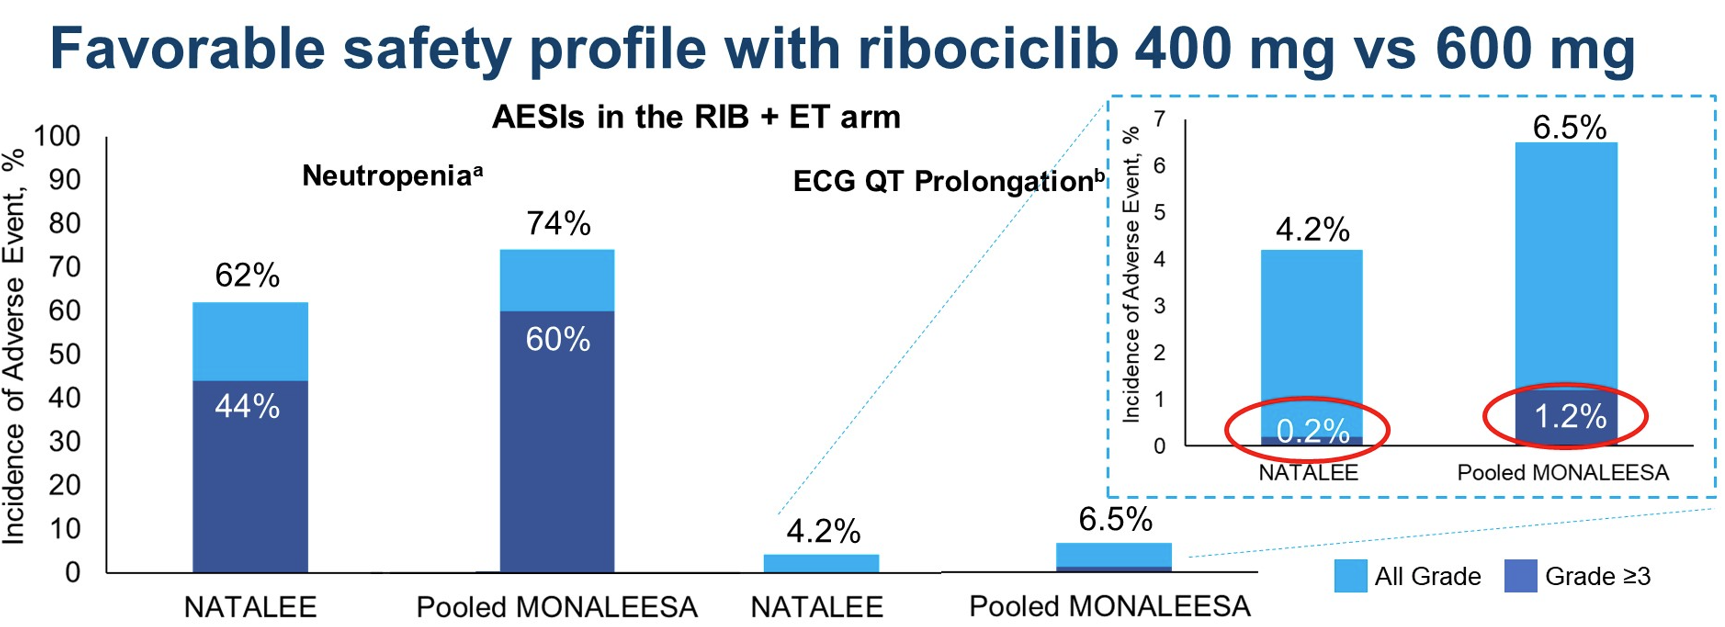 Favorable safety profile with ribociclib 400 mg vs 600 mg
AESIs in the RIB + ET arm
Incidence of Adverse Event, %
100
90
80
70
60
50
40
30
20
10
0
Neutropeniaᵃ
62%
44%
NATALEE
74%
60%
Pooled MONALEESA
ECG QT Prolongationᵇ
4.2%
NATALEE
6.5%
Pooled MONALEESA
Incidence of Adverse Event, %
7
6
5
4
3
2
1
0
4.2%
0.2%
NATALEE
6.5%
1.2%
Pooled MONALEESA
All Grade
Grade ≥3